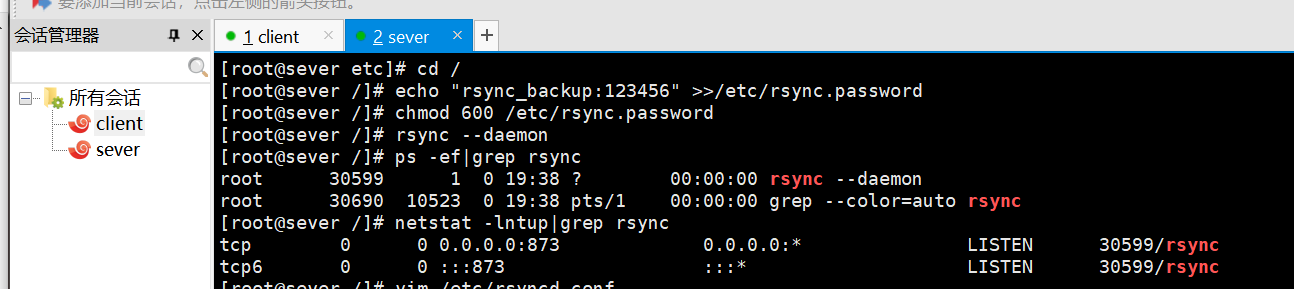 要添加当前会话，点击左侧的箭头按钮。
会话管理器
1 client
2 sever
所有会话
client
sever
[root@sever etc]# cd /
[root@sever /]# echo "rsync_backup:123456" >>/etc/rsync.password
[root@sever /]# chmod 600 /etc/rsync.password
[root@sever /]# rsync --daemon
[root@sever /]# ps -ef|grep rsync
root 30599 1 0 19:38 ? 00:00:00 rsync --daemon
root 30690 10523 0 19:38 pts/1 00:00:00 grep --color=auto rsync
[root@sever /]# netstat -lntup|grep rsync
tcp 0 0 0.0.0.0:873 0.0.0.0:* LISTEN 30599/rsync
tcp6 0 0 :::873 :::* LISTEN 30599/rsync
[root@sever /]# vim /etc/rsyncd.conf